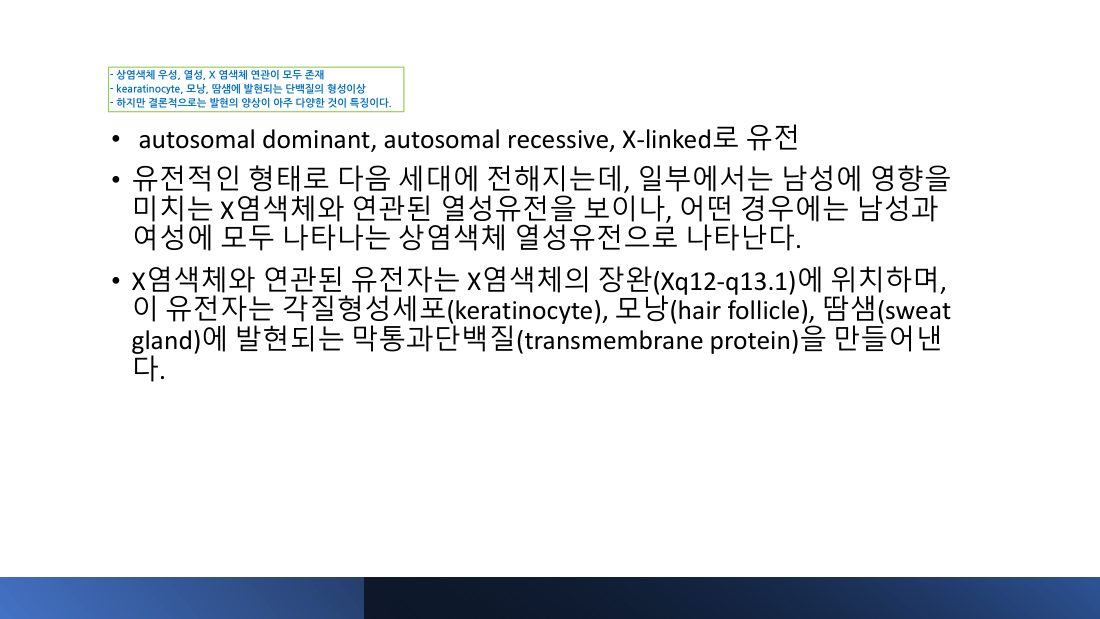 - 상염색체 우성, 열성, X 염색체 연관이 모두 존재
- kearatinocyte, 모낭, 땀샘에 발현되는 단백질의 형성이상
- 하지만 결론적으로는 발현의 양상이 아주 다양한 것이 특징이다.
• autosomal dominant, autosomal recessive, X-linked로 유전
• 유전적인 형태로 다음 세대에 전해지는데, 일부에서는 남성에 영향을
미치는 X염색체와 연관된 열성유전을 보이나, 어떤 경우에는 남성과
여성에 모두 나타나는 상염색체 열성유전으로 나타난다.
• X염색체와 연관된 유전자는 X염색체의 장완(Xq12-q13.1)에 위치하며,
이 유전자는 각질형성세포(keratinocyte), 모낭(hair follicle), 땀샘(sweat
gland)에 발현되는 막통과단백질(transmembrane protein)을 만들어낸
다.